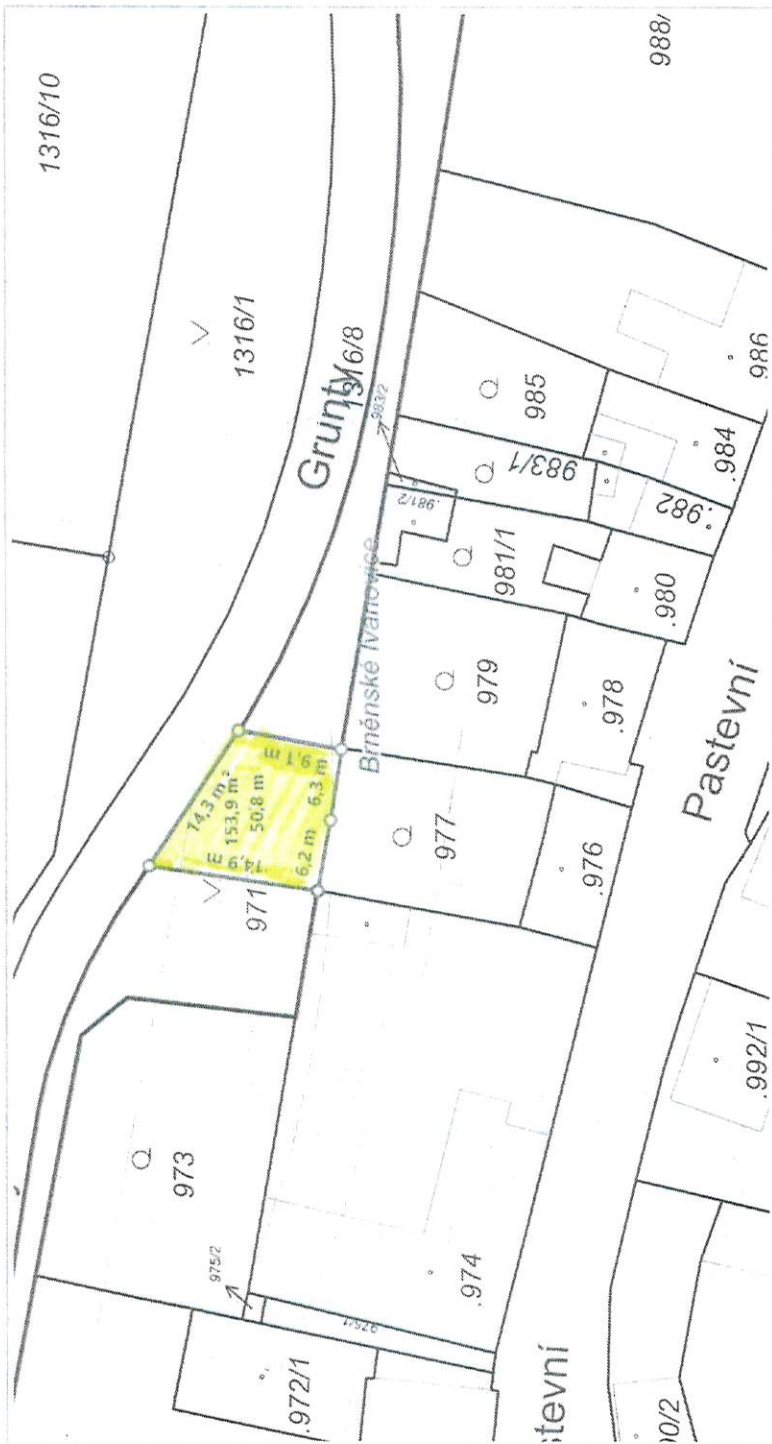 1316/10
1316/1
988/
Grunty
1316/8
983/2
985
983/1
.981/2
981/1
.986
.984
.982
.980
Brněnské Ivanovice
979
.978
Pastevní
14,3 m
153,9 m²
50,8 m
9,1 m
14,9 m
6,2 m
6,3 m
971
977
.976
973
975/2
.974
975/1
.972/1
.992/1
stevní
00/2